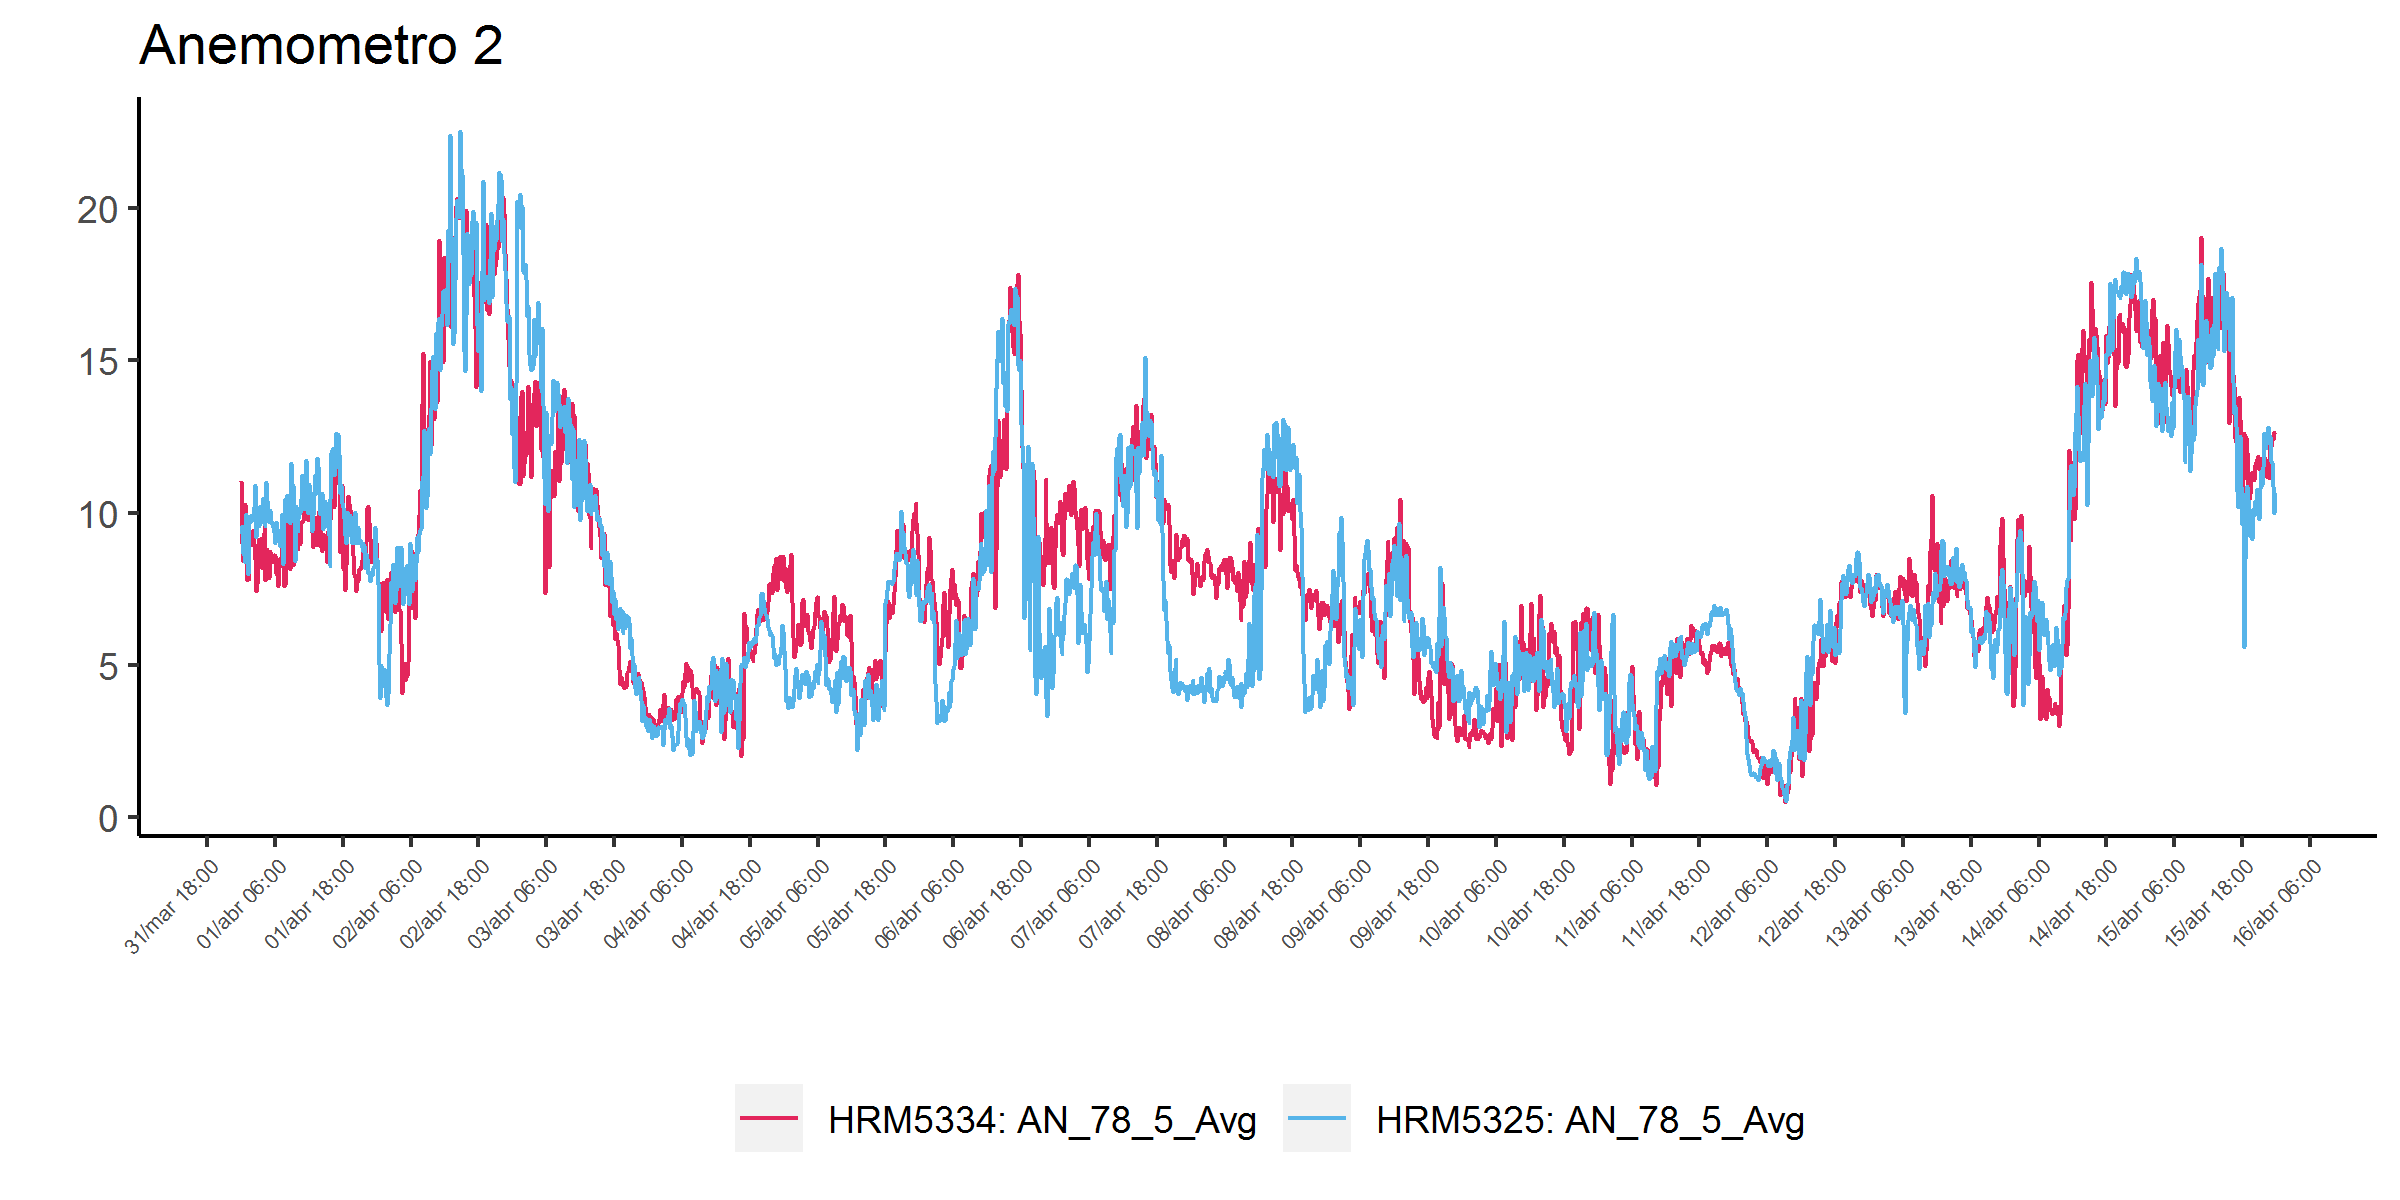 Anemometro 2
20
15
10
5
0
31/mar 18:00
01/abr 06:00
01/abr 18:00
02/abr 06:00
02/abr 18:00
03/abr 06:00
03/abr 18:00
04/abr 06:00
04/abr 18:00
05/abr 06:00
05/abr 18:00
06/abr 06:00
06/abr 18:00
07/abr 06:00
07/abr 18:00
08/abr 06:00
08/abr 18:00
09/abr 06:00
09/abr 18:00
10/abr 06:00
10/abr 18:00
11/abr 06:00
11/abr 18:00
12/abr 06:00
12/abr 18:00
13/abr 06:00
13/abr 18:00
14/abr 06:00
14/abr 18:00
15/abr 06:00
15/abr 18:00
16/abr 06:00
HRM5334: AN_78_5_Avg
HRM5325: AN_78_5_Avg